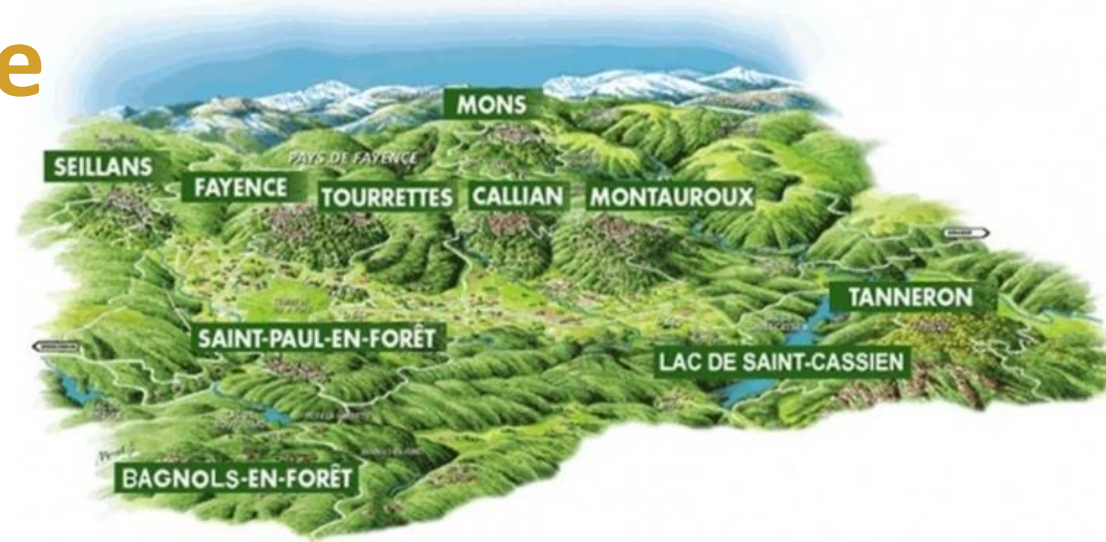 e
MONS
SEILLANS
PAYS DE FAYENCE
FAYENCE
TOURRETTES
CALLIAN
MONTAUROUX
TANNERON
SAINT-PAUL-EN-FORÊT
LAC DE SAINT-CASSIEN
BAGNOLS-EN-FORÊT